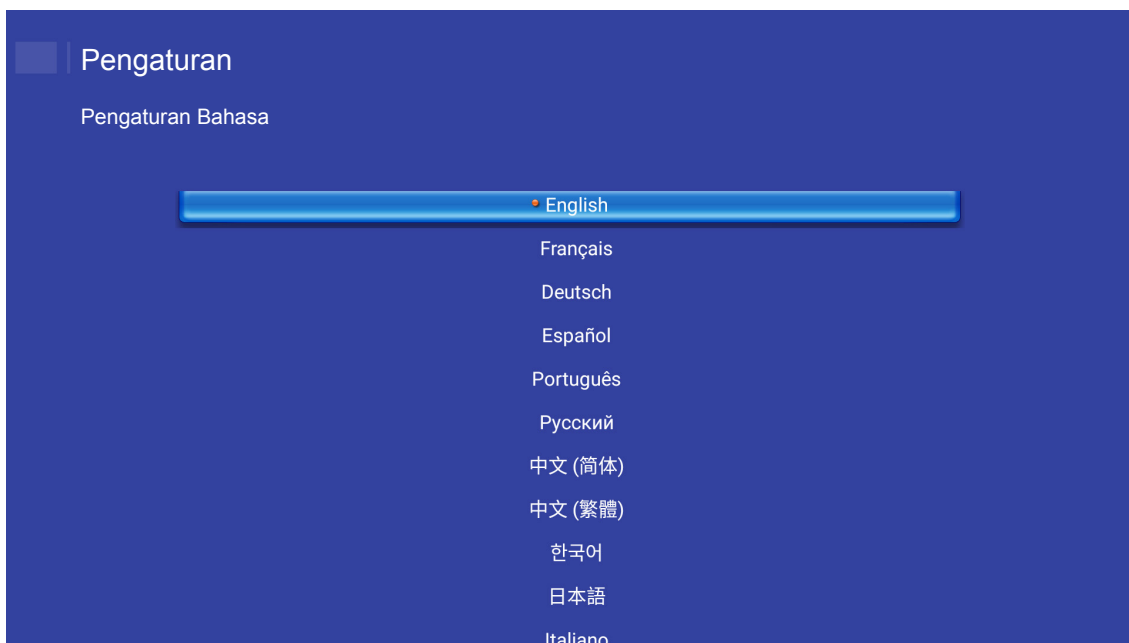 Pengaturan
Pengaturan Bahasa
English
Français
Deutsch
Español
Português
Русский
中文 (简体)
中文 (繁體)
한국어
日本語
Italiano